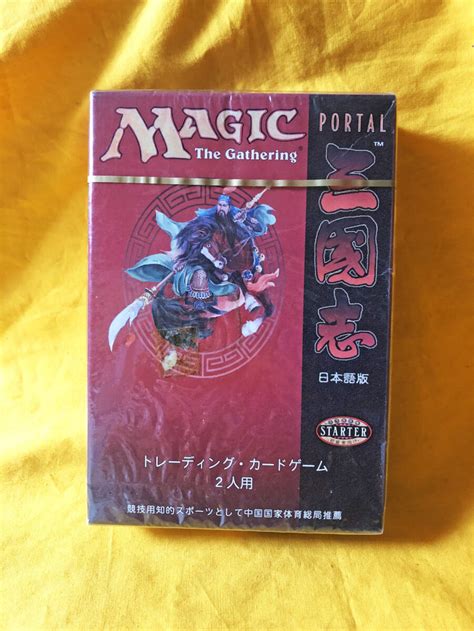 MAGIC
The Gathering®
PORTAL™
三國志
日本語版
STARTER
トレーディング・カードゲーム
2人用
競技用知的スポーツとして中国国家体育総局推薦